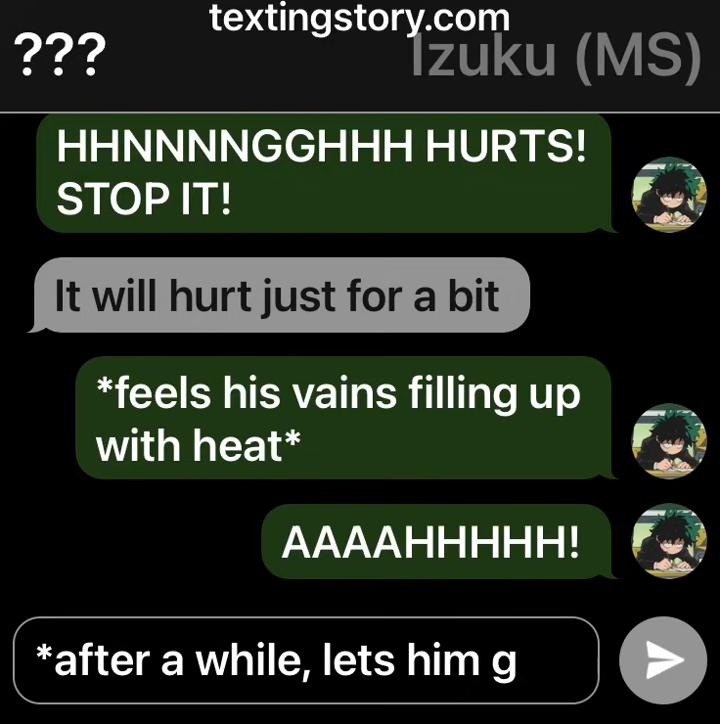 textingstory.com
??? Izuku (MS)
HHNNNNGGHHH HURTS!
STOP IT!
It will hurt just for a bit
*feels his vains filling up
with heat*
AAAAHHHHH!
*after a while, lets him g